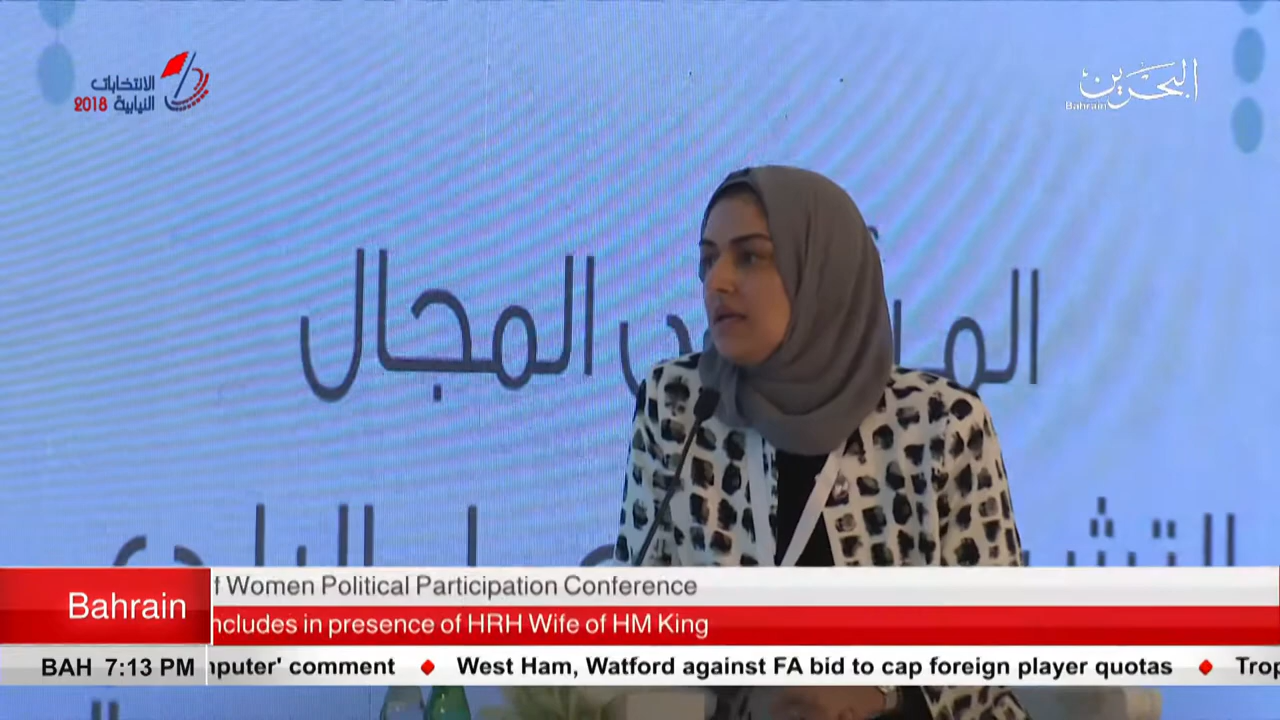 الانتخابات
النيابية 2018
البحرين
Bahrain
المجال
f Women Political Participation Conference
Bahrain
ncludes in presence of HRH Wife of HM King
BAH 7:13 PM
nputer' comment ♦ West Ham, Watford against FA bid to cap foreign player quotas ♦ Trop